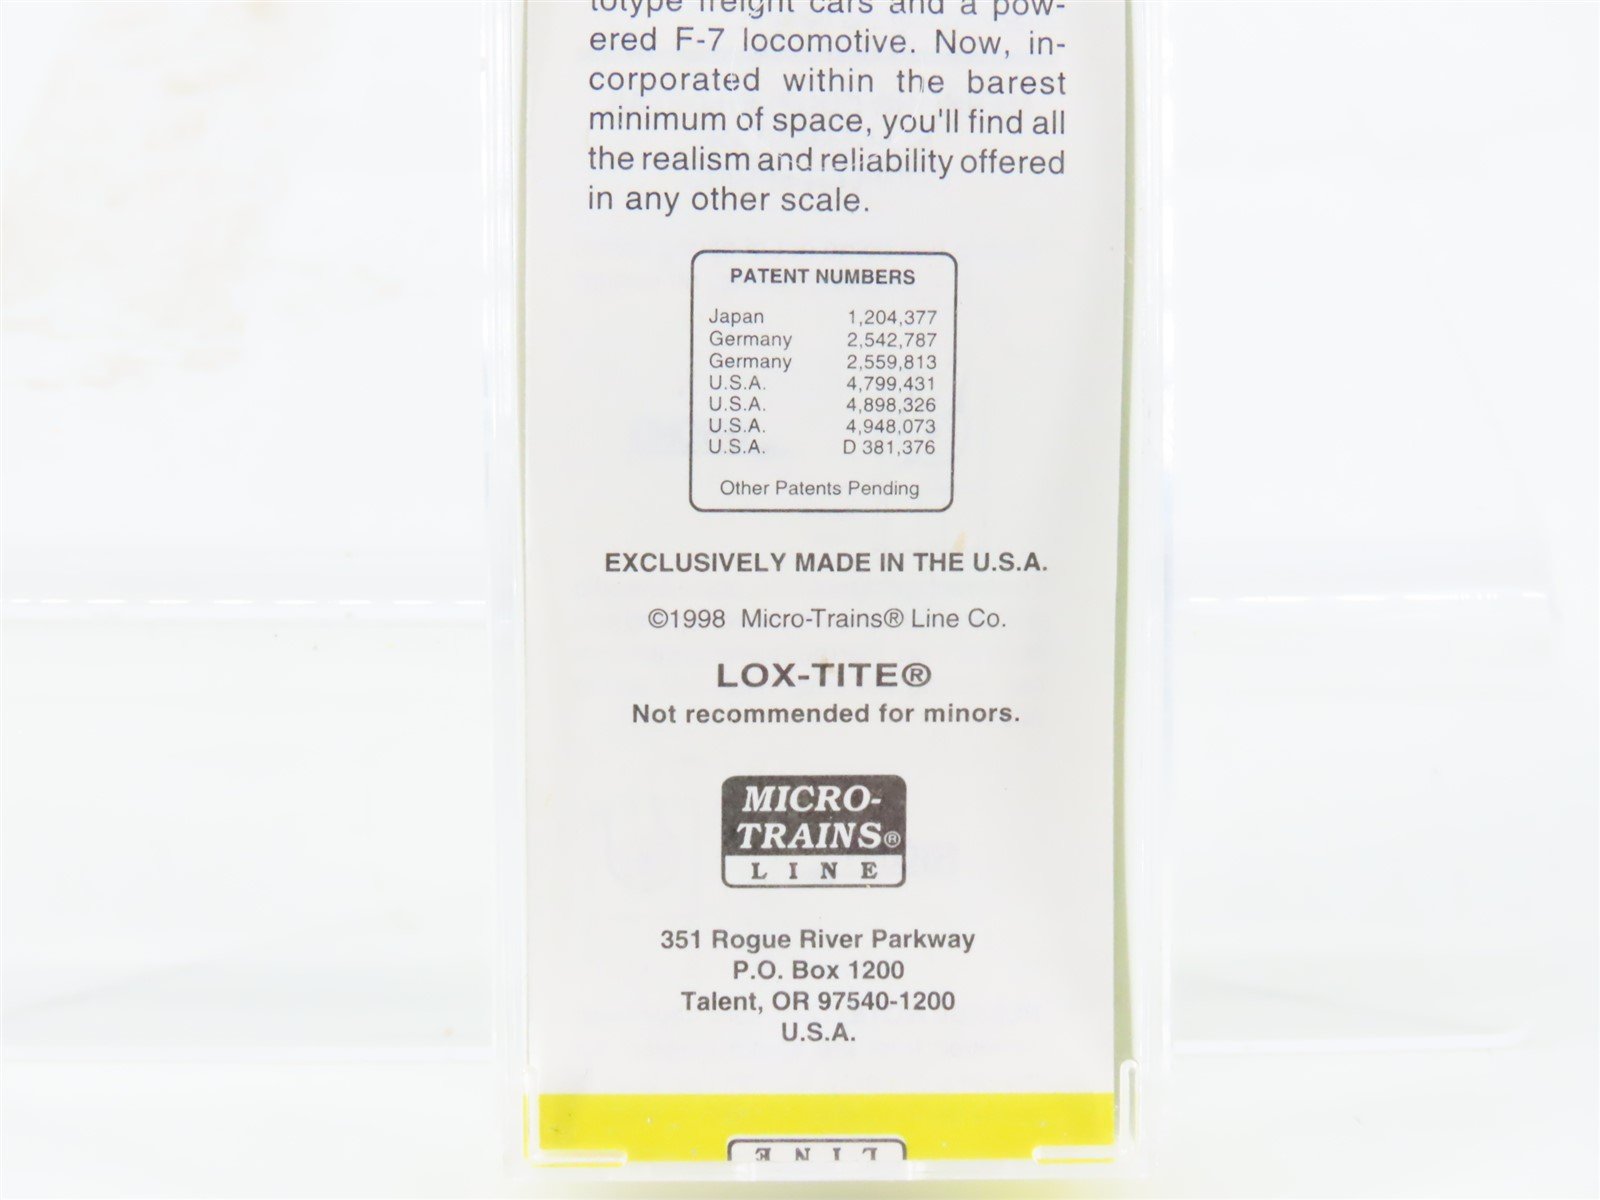 totype freight cars and a pow-
ered F-7 locomotive. Now, in-
corporated within the barest
minimum of space, you'll find all
the realism and reliability offered
in any other scale.
PATENT NUMBERS
Japan 1,204,377
Germany 2,542,787
Germany 2,559,813
U.S.A. 4,799,431
U.S.A. 4,898,326
U.S.A. 4,948,073
U.S.A. D 381,376
Other Patents Pending
EXCLUSIVELY MADE IN THE U.S.A.
©1998 Micro-Trains® Line Co.
LOX-TITE®
Not recommended for minors.
MICRO-
TRAINS®
LINE
351 Rogue River Parkway
P.O. Box 1200
Talent, OR 97540-1200
U.S.A.
LINE